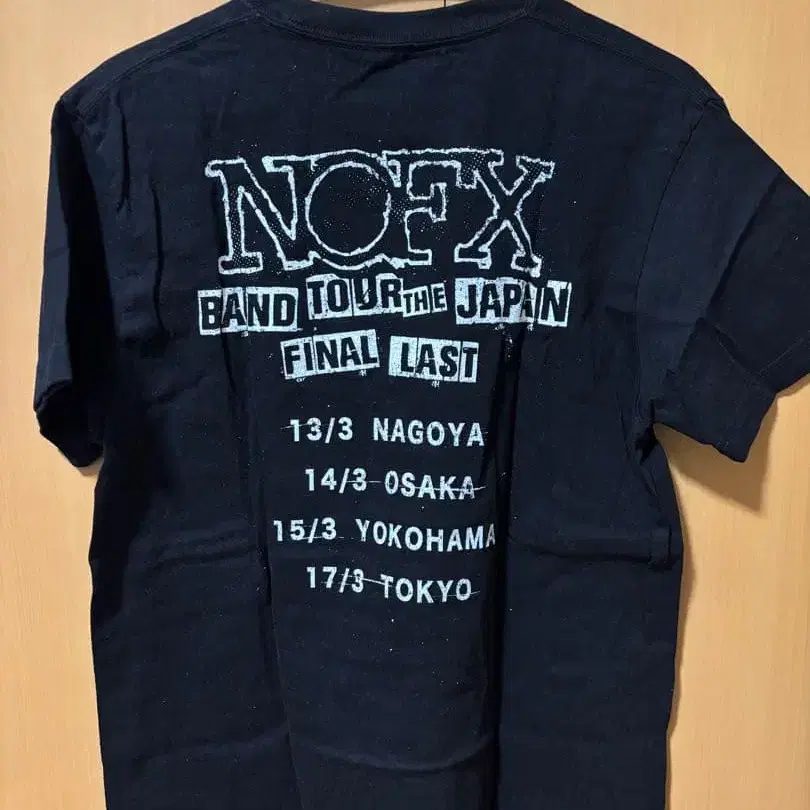 NOFX
BAND TOUR THE JAPAN
FINAL LAST
13/3 NAGOYA
14/3 OSAKA
15/3 YOKOHAMA
17/3 TOKYO